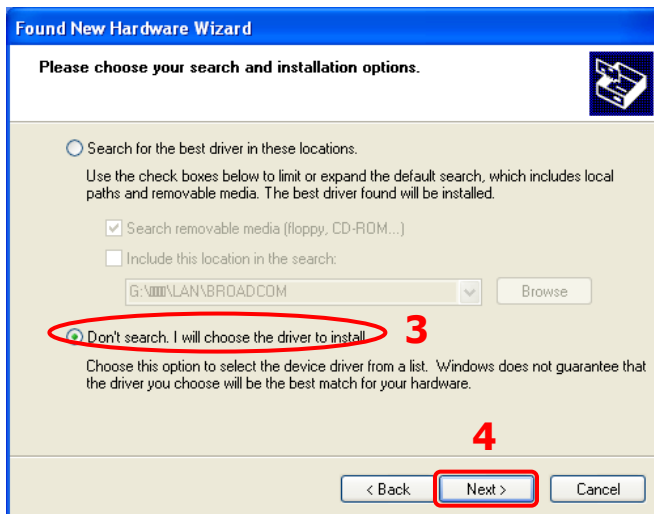 Found New Hardware Wizard
Please choose your search and installation options.
Search for the best driver in these locations.
Use the check boxes below to limit or expand the default search, which includes local
paths and removable media. The best driver found will be installed.
Search removable media (floppy, CD-ROM...)
Include this location in the search:
\LAN\BROADCOM
Browse
Don't search. I will choose the driver to install.
3
Choose this option to select the device driver from a list. Windows does not guarantee that
the driver you choose will be the best match for your hardware.
4
< Back
Next >
Cancel